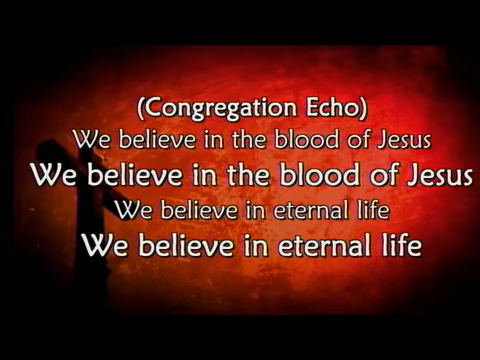 (Congregation Echo)
We believe in the blood of Jesus
We believe in the blood of Jesus
We believe in eternal life
We believe in eternal life